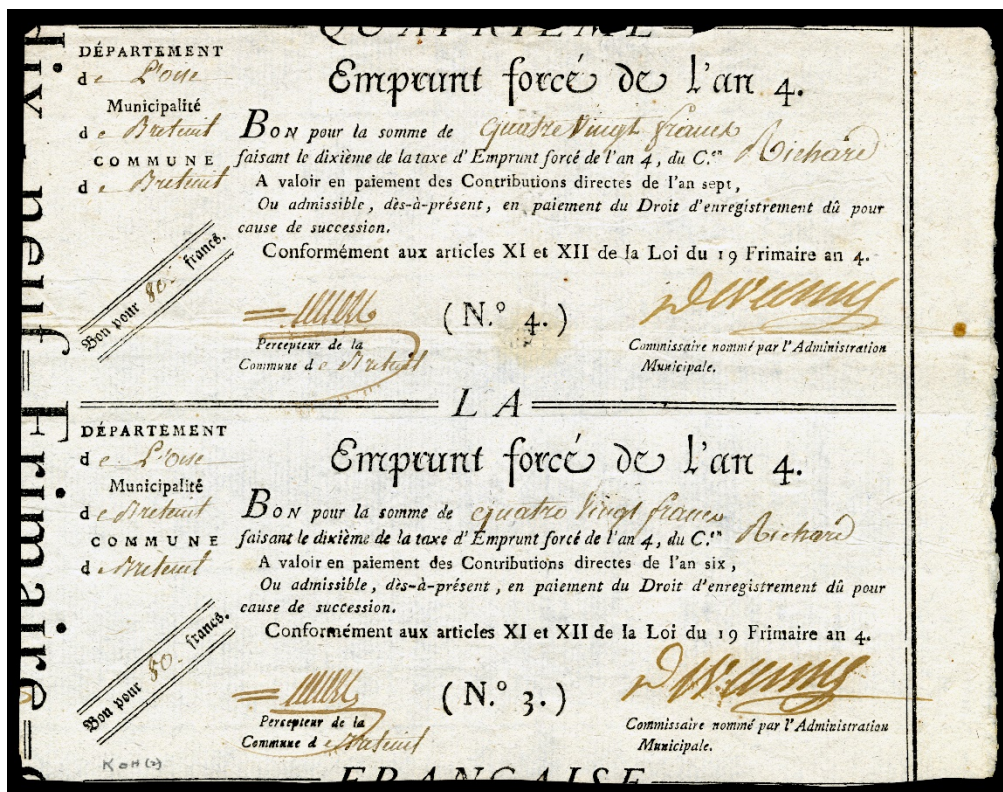 QUATRIÈME
DÉPARTEMENT
de L'oise
Municipalité
de Breteuil
COMMUNE
de Breteuil
Bon pour 80 - francs.
Emprunt forcé de l'an 4.
BON pour la somme de quatre Vingt francs
faisant le dixième de la taxe d'Emprunt forcé de l'an 4, du C.en Richard
A valoir en paiement des Contributions directes de l'an sept,
Ou admissible, dès-à-présent, en paiement du Droit d'enregistrement dû pour
cause de succession.
Conformément aux articles XI et XII de la Loi du 19 Frimaire an 4.
(N.° 4.)
Percepteur de la
Commune de Breteuil
Commissaire nommé par l'Administration
Municipale.
LA
DÉPARTEMENT
de L'oise
Municipalité
de Breteuil
COMMUNE
de Breteuil
Bon pour 80 - francs.
Emprunt forcé de l'an 4.
BON pour la somme de quatre Vingt francs
faisant le dixième de la taxe d'Emprunt forcé de l'an 4, du C.en Richard
A valoir en paiement des Contributions directes de l'an six,
Ou admissible, dès-à-présent, en paiement du Droit d'enregistrement dû pour
cause de succession.
Conformément aux articles XI et XII de la Loi du 19 Frimaire an 4.
(N.° 3.)
Percepteur de la
Commune de Breteuil
Commissaire nommé par l'Administration
Municipale.
FRANÇAISE
dix-neuf Frimaire